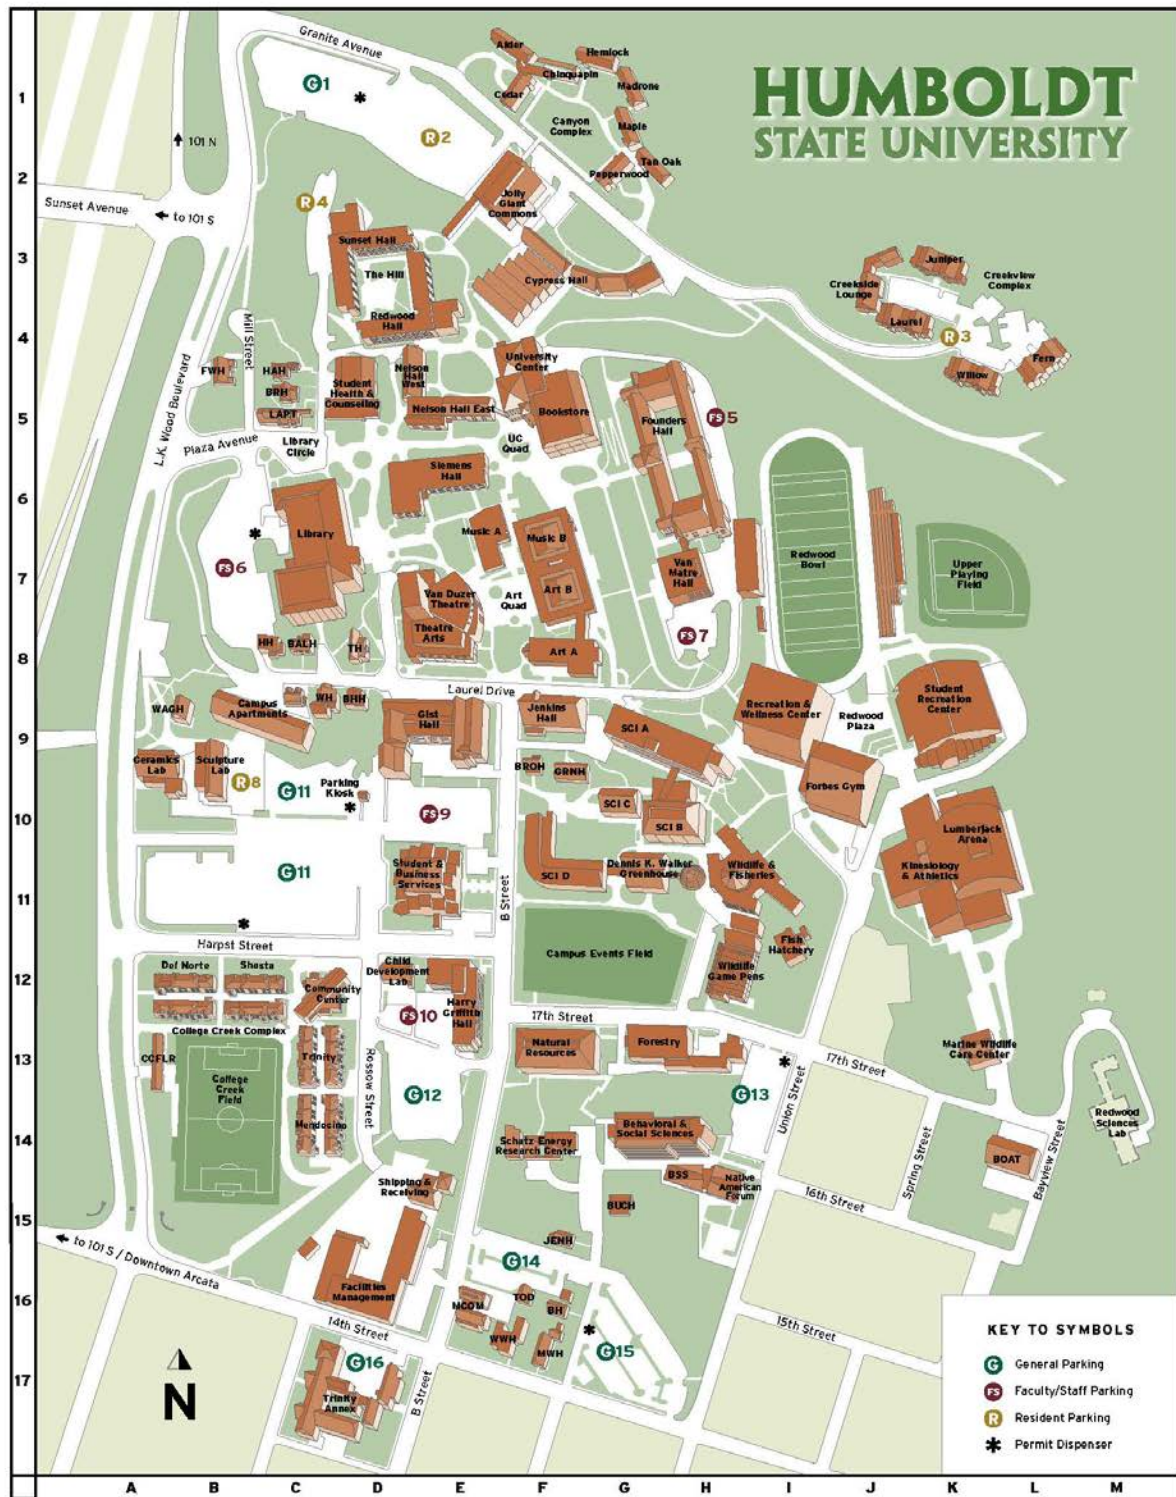 HUMBOLDT
STATE UNIVERSITY
Granite Avenue
G1
*
R2
101 N
Sunset Avenue
to 101 S
R4
Alder
Hemlock
Chinquapin
Cedar
Madrone
Canyon
Complex
Maple
Tan Oak
Pepperwood
Jolly
Giant
Commons
Sunset Hall
The Hill
Redwood
Hall
Cypress Hall
Juniper
Creekside
Lounge
Creekview
Complex
Laurel
R3
Willow
Fern
L.K. Wood Boulevard
Mill Street
FWH
HAH
BRH
LAPT
Student
Health &
Counseling
Nelson
Hall
West
Nelson Hall East
University
Center
Bookstore
Founders
Hall
FS5
Plaza Avenue
Library
Circle
UC
Quad
Siemens
Hall
Library
*
FS6
Music A
Music B
Art B
Art
Quad
Van Duzer
Theatre
Theatre
Arts
Art A
Van
Matre
Hall
FS7
Redwood
Bowl
Upper
Playing
Field
HH
BALH
TH
Laurel Drive
WAGH
Campus
Apartments
WH
BHH
Gist
Hall
Jenkins
Hall
SCI A
Recreation &
Wellness Center
Redwood
Plaza
Student
Recreation
Center
Ceramics
Lab
Sculpture
Lab
R8
G11
Parking
Kiosk
*
FS9
BROH
GRNH
SCI C
SCI B
Forbes Gym
Lumberjack
Arena
Kinesiology
& Athletics
G11
*
Student &
Business
Services
B Street
SCI D
Dennis K. Walker
Greenhouse
Wildlife &
Fisheries
Harpst Street
Campus Events Field
Fish
Hatchery
Wildlife
Game Pens
Del Norte
Shasta
Community
Center
Child
Development
Lab
FS10
Harry
Griffith
Hall
College Creek Complex
17th Street
CCFLR
College
Creek
Field
Trinity
Mendocino
Rossow Street
G12
Natural
Resources
Forestry
*
G13
Union Street
17th Street
Marine Wildlife
Care Center
Redwood
Sciences
Lab
Schatz Energy
Research Center
Behavioral &
Social Sciences
BSS
Native
American
Forum
Spring Street
BOAT
Bayview Street
16th Street
Shipping &
Receiving
BUCH
JENH
to 101 S / Downtown Arcata
Facilities
Management
G14
MCOM
TOD
BH
WWH
MWH
*
G15
15th Street
14th Street
G16
Trinity
Annex
B Street
N
KEY TO SYMBOLS
G General Parking
FS Faculty/Staff Parking
R Resident Parking
* Permit Dispenser
1
2
3
4
5
6
7
8
9
10
11
12
13
14
15
16
17
A B C D E F G H I J K L M